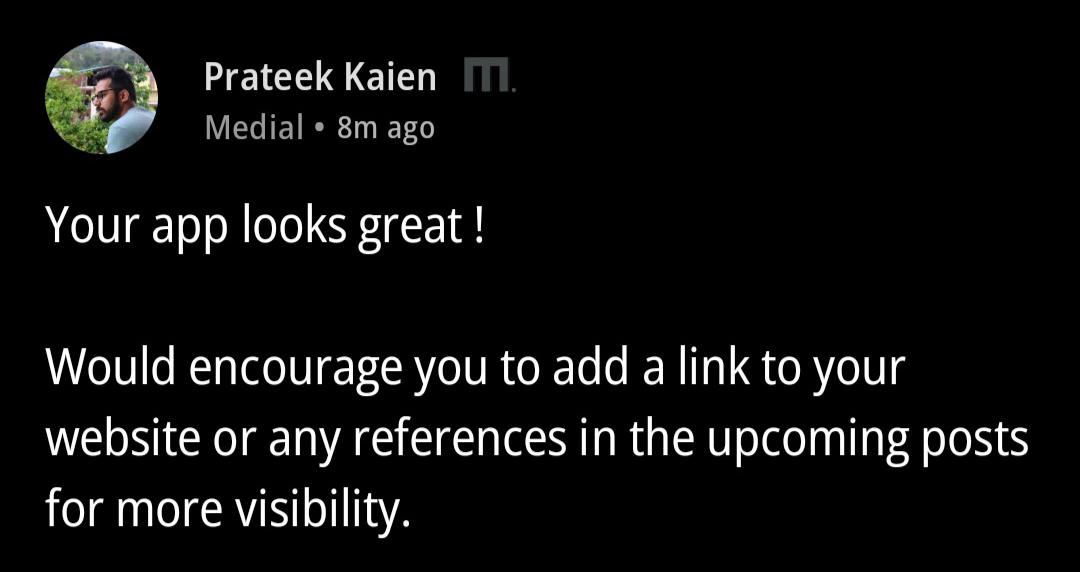 Prateek Kaien m.
Medial • 8m ago
Your app looks great !
Would encourage you to add a link to your
website or any references in the upcoming posts
for more visibility.